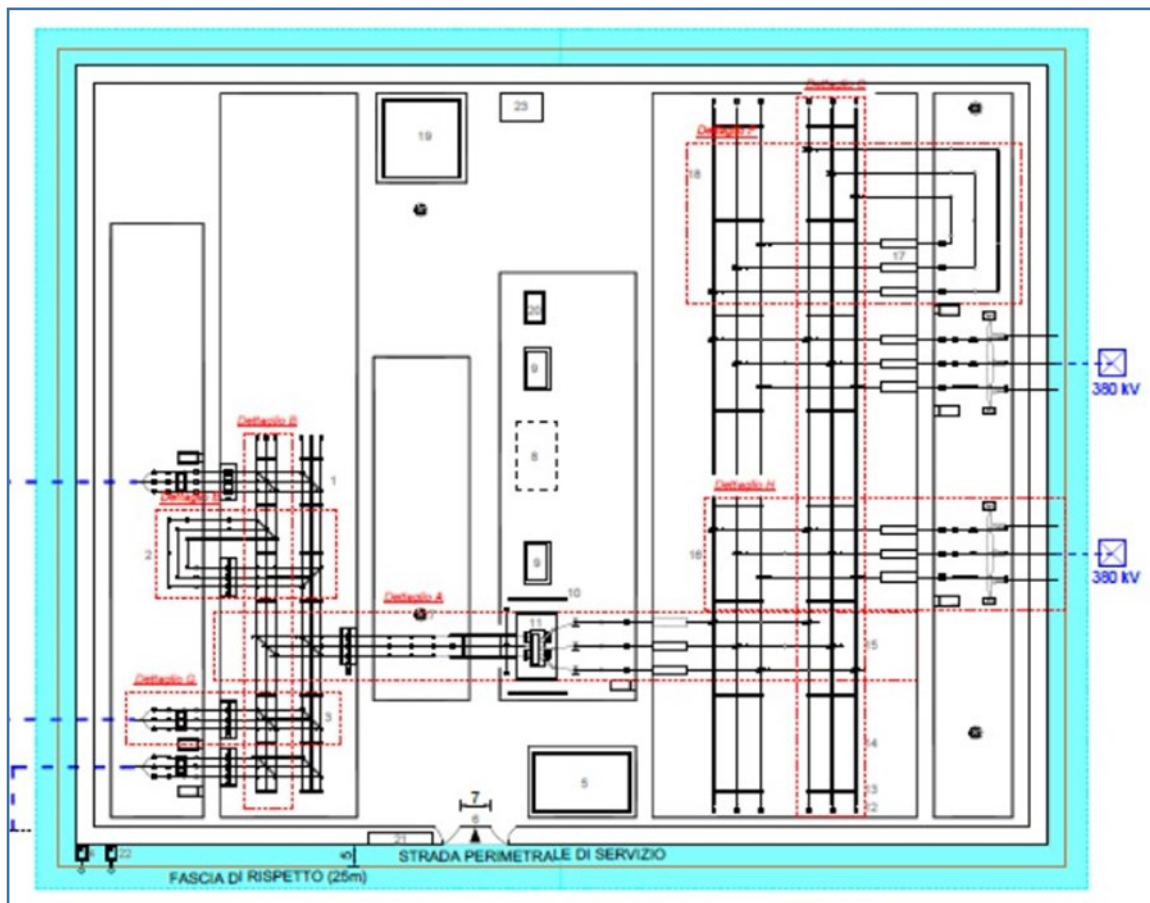 Dettaglio C
23
19
Dettaglio F
18
17
20
9
380 kV
Dettaglio B
8
1
Dettaglio H
2
9
16
380 kV
10
Dettaglio A
11
15
Dettaglio G
3
14
5
13
12
7
6
21
22
5
STRADA PERIMETRALE DI SERVIZIO
FASCIA DI RISPETTO (25m)